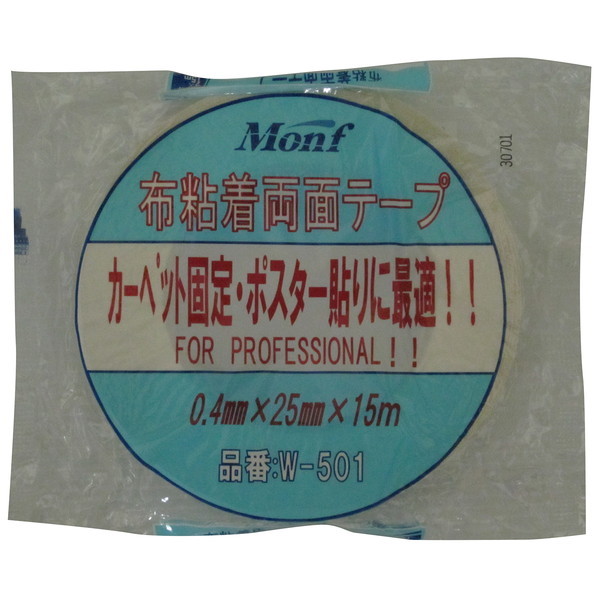 Monf
布粘着両面テープ
カーペット固定・ポスター貼りに最適!!
FOR PROFESSIONAL!!
0.4mm×25mm×15m
品番:W-501
30701